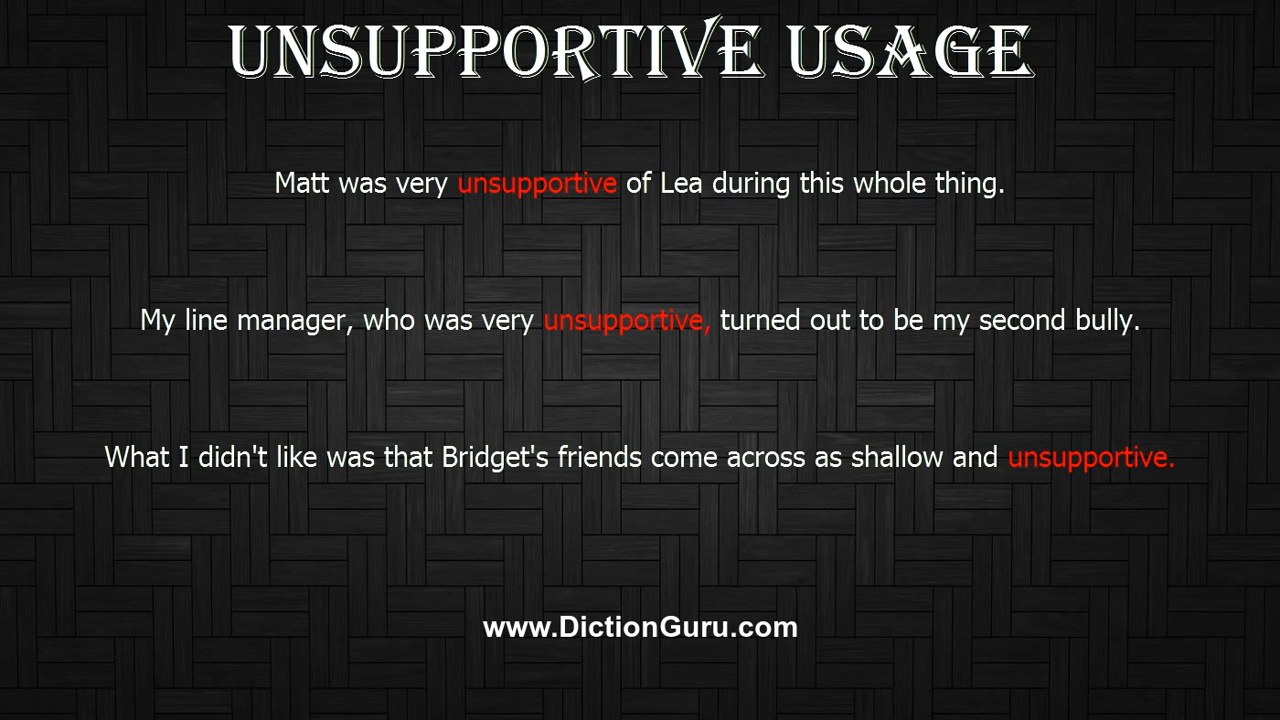 UNSUPPORTIVE USAGE
Matt was very unsupportive of Lea during this whole thing.
My line manager, who was very unsupportive, turned out to be my second bully.
What I didn't like was that Bridget's friends come across as shallow and unsupportive.
www.DictionGuru.com